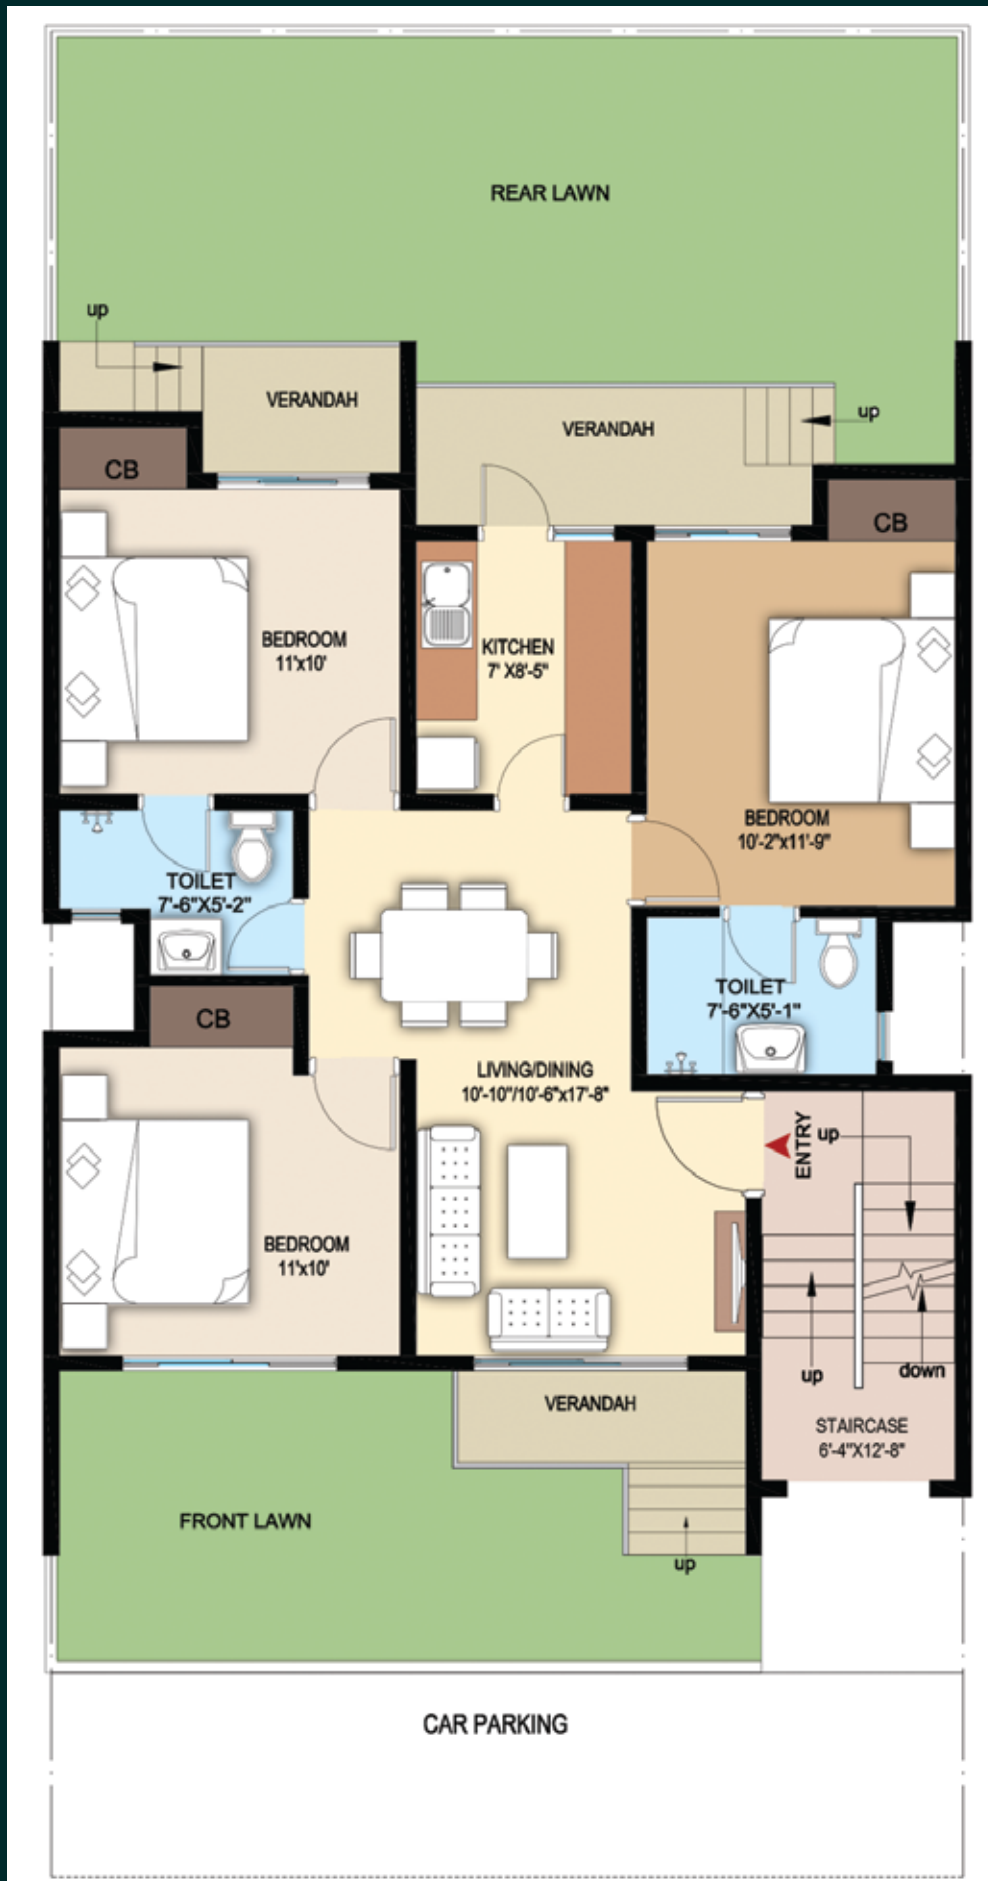 REAR LAWN
up
VERANDAH
up
VERANDAH
CB
CB
BEDROOM
11'x10'
KITCHEN
7' X8'-5"
BEDROOM
10'-2"x11'-9"
TOILET
7'-6"X5'-2"
TOILET
7'-6"X5'-1"
CB
LIVING/DINING
10'-10"/10'-6"x17'-8"
ENTRY
up
BEDROOM
11'x10'
up
down
VERANDAH
STAIRCASE
6'-4"X12'-8"
FRONT LAWN
up
CAR PARKING